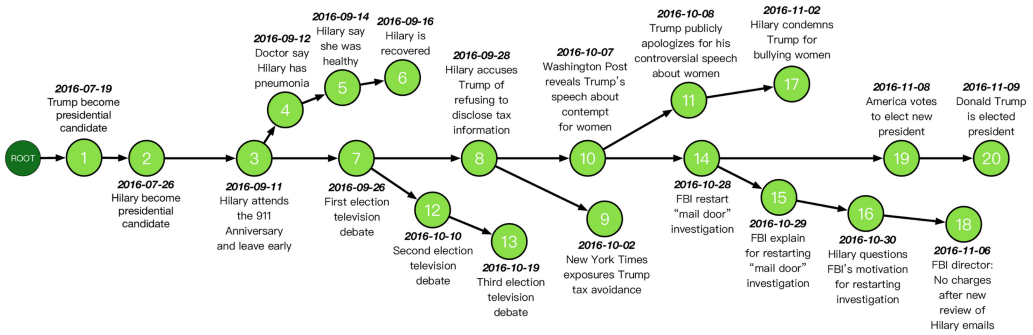 ROOT
1
2016-07-19
Trump become
presidential
candidate
2
2016-07-26
Hilary become
presidential
candidate
3
2016-09-11
Hilary attends
the 911
Anniversary
and leave early
2016-09-12
Doctor say
Hilary has
pneumonia
4
2016-09-14
Hilary say
she was
healthy
5
2016-09-16
Hilary is
recovered
6
7
2016-09-26
First election
television
debate
12
2016-10-10
Second election
television
debate
13
2016-10-19
Third election
television
debate
2016-09-28
Hilary accuses
Trump of
refusing to
disclose tax
information
8
9
2016-10-02
New York Times
exposures Trump
tax avoidance
2016-10-07
Washington Post
reveals Trump's
speech about
contempt
for women
10
2016-10-08
Trump publicly
apologizes for his
controversial speech
about women
11
2016-11-02
Hilary condemns
Trump for
bullying women
17
14
2016-10-28
FBI restart
“mail door”
investigation
15
2016-10-29
FBI explain
for restarting
“mail door”
investigation
16
2016-10-30
Hilary questions
FBI's motivation
for restarting
investigation
18
2016-11-06
FBI director:
No charges
after new
review of
Hilary emails
2016-11-08
America votes
to elect new
president
19
2016-11-09
Donald Trump
is elected
president
20